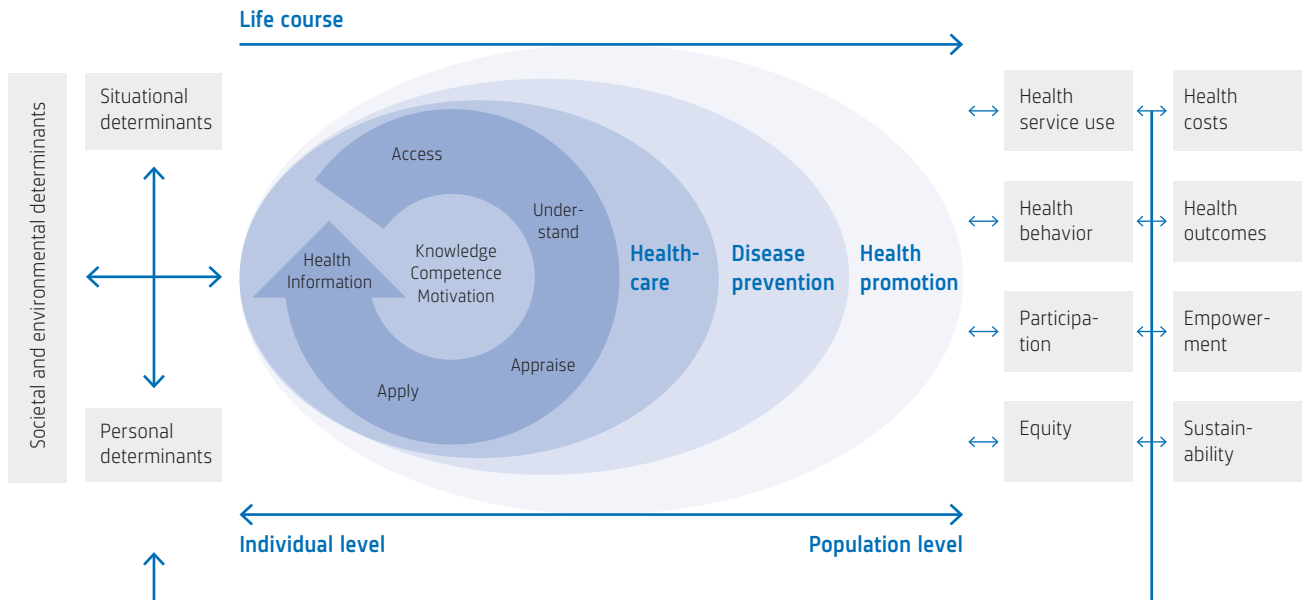 Life course
Societal and environmental determinants
Situational
determinants
Personal
determinants
Access
Under-
stand
Appraise
Apply
Health
Information
Knowledge
Competence
Motivation
Health-
care
Disease
prevention
Health
promotion
Individual level
Population level
Health
service use
Health
costs
Health
behavior
Health
outcomes
Participa-
tion
Empower-
ment
Equity
Sustain-
ability